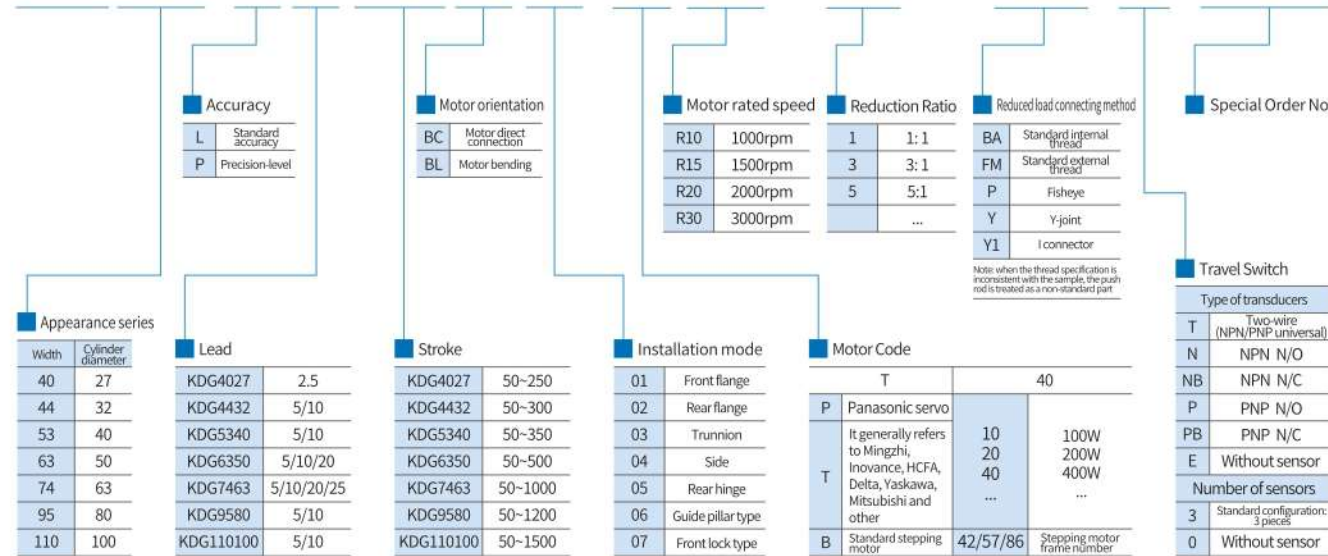 Accuracy
L Standard accuracy
P Precision-level
Motor orientation
BC Motor direct connection
BL Motor bending
Motor rated speed
R10 1000rpm
R15 1500rpm
R20 2000rpm
R30 3000rpm
Reduction Ratio
1 1: 1
3 3: 1
5 5:1
...
Reduced load connecting method
BA Standard internal thread
FM Standard external thread
P Fisheye
Y Y-joint
Y1 I connector
Note: when the thread specification is
inconsistent with the sample, the push
rod is treated as a non-standard part
Special Order No
Appearance series
Width Cylinder diameter
40 27
44 32
53 40
63 50
74 63
95 80
110 100
Lead
KDG4027 2.5
KDG4432 5/10
KDG5340 5/10
KDG6350 5/10/20
KDG7463 5/10/20/25
KDG9580 5/10
KDG110100 5/10
Stroke
KDG4027 50~250
KDG4432 50~300
KDG5340 50~350
KDG6350 50~500
KDG7463 50~1000
KDG9580 50~1200
KDG110100 50~1500
Installation mode
01 Front flange
02 Rear flange
03 Trunnion
04 Side
05 Rear hinge
06 Guide pillar type
07 Front lock type
Motor Code
T 40
P Panasonic servo
T It generally refers
to Mingzhi,
Inovance, HCFA,
Delta, Yaskawa,
Mitsubishi and
other
10 100W
20 200W
40 400W
... ...
B Standard stepping motor 42/57/86 Stepping motor frame number
Travel Switch
Type of transducers
T Two-wire (NPN/PNP universal)
N NPN N/O
NB NPN N/C
P PNP N/O
PB PNP N/C
E Without sensor
Number of sensors
3 Standard configuration: 3 pieces
0 Without sensor